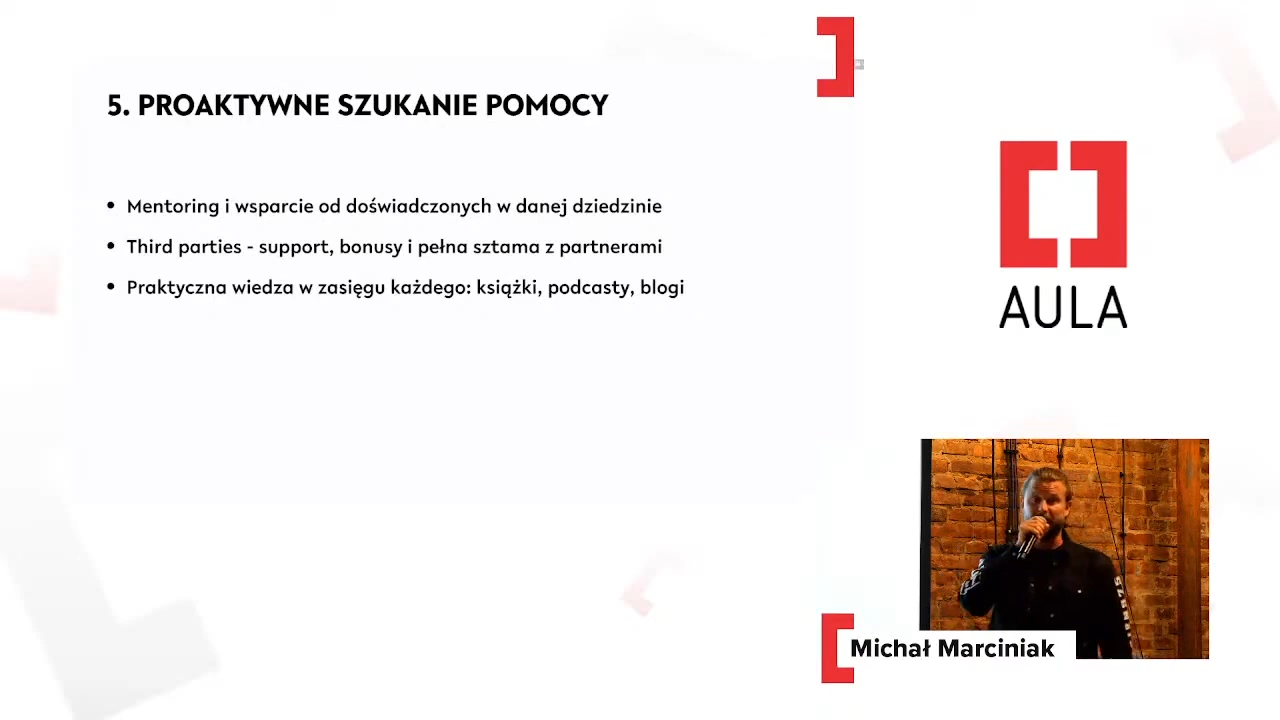 5. PROAKTYWNE SZUKANIE POMOCY
• Mentoring i wsparcie od doświadczonych w danej dziedzinie
• Third parties - support, bonusy i pełna sztama z partnerami
• Praktyczna wiedza w zasięgu każdego: książki, podcasty, blogi
AULA
Michał Marciniak